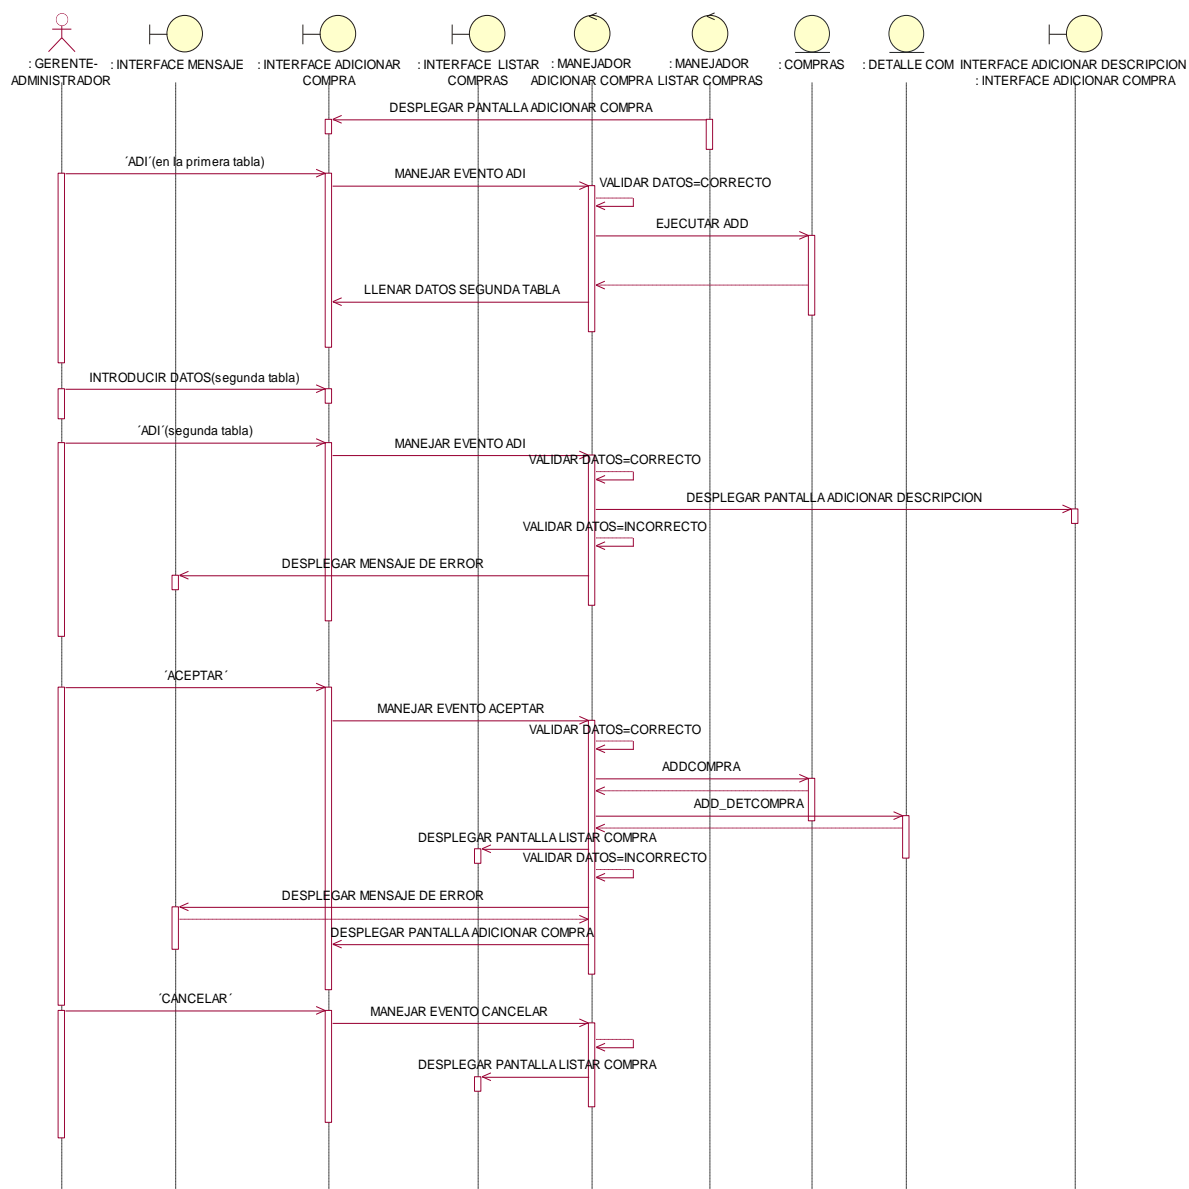 : GERENTE-
ADMINISTRADOR
: INTERFACE MENSAJE
: INTERFACE ADICIONAR
COMPRA
: INTERFACE LISTAR
COMPRAS
: MANEJADOR
ADICIONAR COMPRA
: MANEJADOR
LISTAR COMPRAS
: COMPRAS
: DETALLE COM
INTERFACE ADICIONAR DESCRIPCION
: INTERFACE ADICIONAR COMPRA
DESPLEGAR PANTALLA ADICIONAR COMPRA
´ADI´(en la primera tabla)
MANEJAR EVENTO ADI
VALIDAR DATOS=CORRECTO
EJECUTAR ADD
LLENAR DATOS SEGUNDA TABLA
INTRODUCIR DATOS(segunda tabla)
´ADI´(segunda tabla)
MANEJAR EVENTO ADI
VALIDAR DATOS=CORRECTO
DESPLEGAR PANTALLA ADICIONAR DESCRIPCION
VALIDAR DATOS=INCORRECTO
DESPLEGAR MENSAJE DE ERROR
´ACEPTAR´
MANEJAR EVENTO ACEPTAR
VALIDAR DATOS=CORRECTO
ADDCOMPRA
ADD_DETCOMPRA
DESPLEGAR PANTALLA LISTAR COMPRA
VALIDAR DATOS=INCORRECTO
DESPLEGAR MENSAJE DE ERROR
DESPLEGAR PANTALLA ADICIONAR COMPRA
´CANCELAR´
MANEJAR EVENTO CANCELAR
DESPLEGAR PANTALLA LISTAR COMPRA